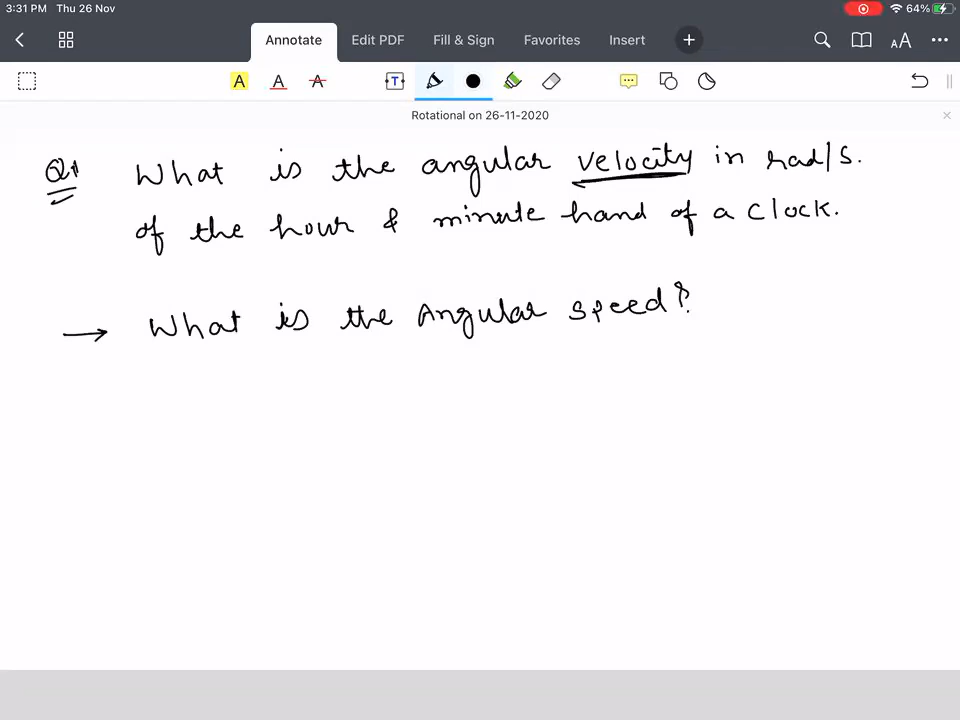 3:31 PM Thu 26 Nov 64%
Annotate Edit PDF Fill & Sign Favorites Insert + AA
A A A T
Rotational on 26-11-2020
Q1 What is the angular velocity in rad/s.
of the hour & minute hand of a clock.
→ What is the Angular speed?